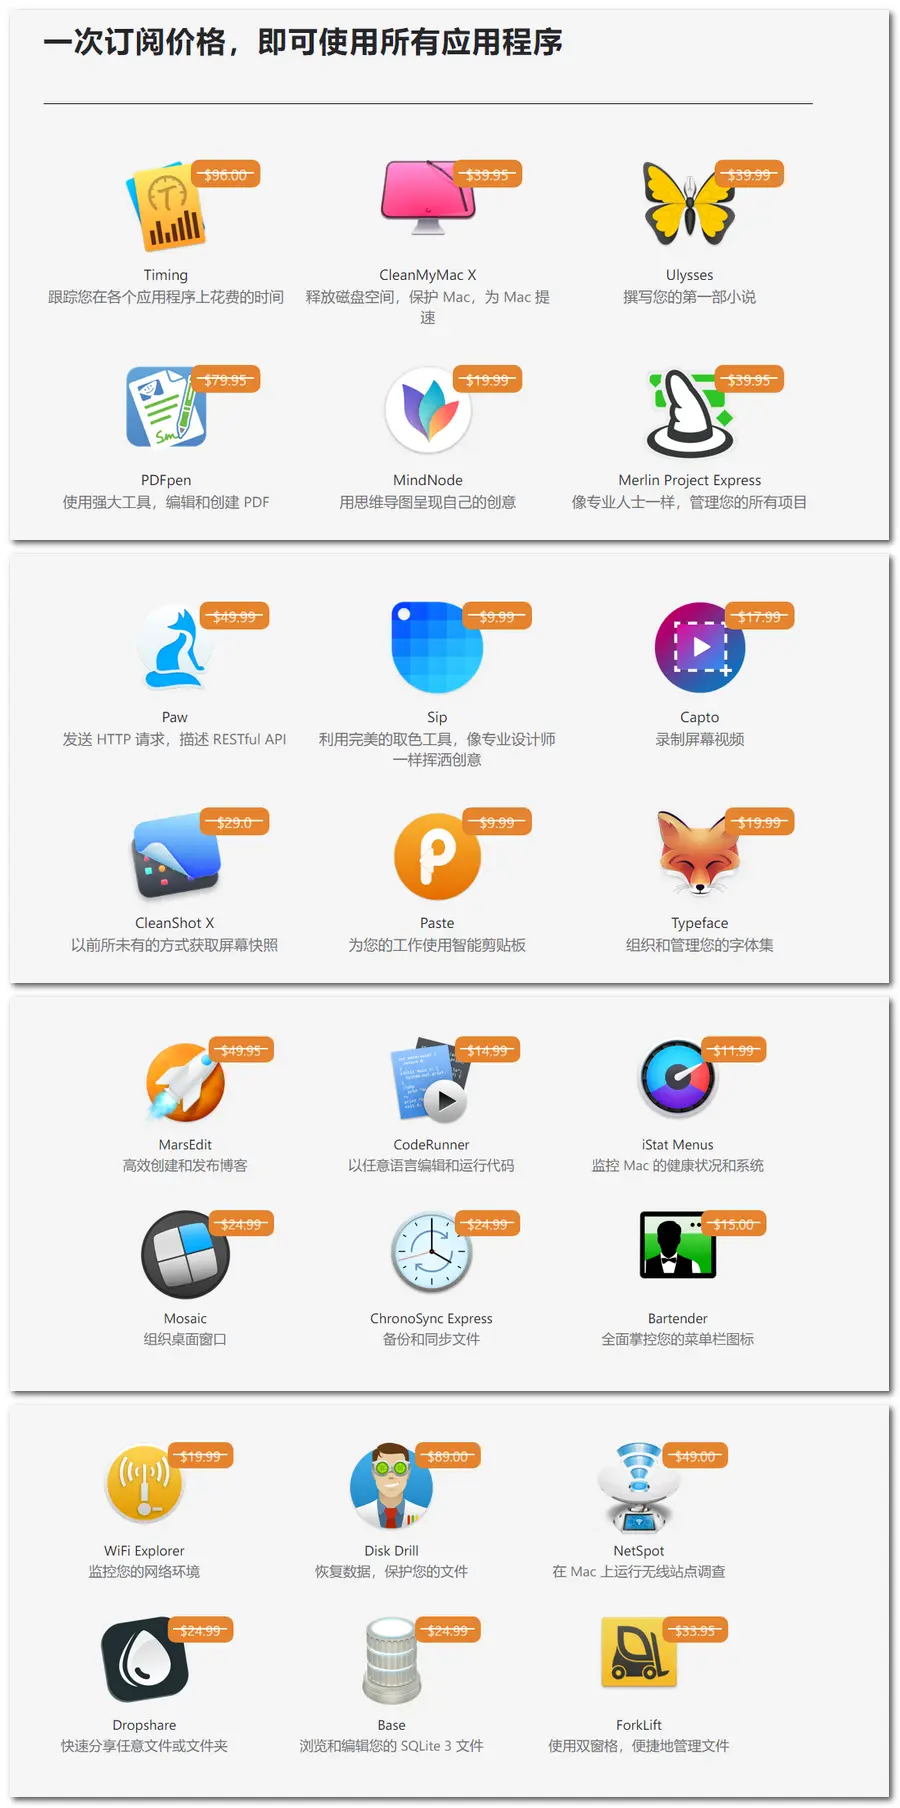 一次订阅价格，即可使用所有应用程序
$96.00
$39.95
$39.99
Timing
CleanMyMac X
Ulysses
跟踪您在各个应用程序上花费的时间
释放磁盘空间，保护 Mac，为 Mac 提
速
撰写您的第一部小说
$79.95
$19.99
$39.95
PDFpen
MindNode
Merlin Project Express
使用强大工具，编辑和创建 PDF
用思维导图呈现自己的创意
像专业人士一样，管理您的所有项目
$49.99
$9.99
$17.99
Paw
Sip
Capto
发送 HTTP 请求，描述 RESTful API
利用完美的取色工具，像专业设计师
一样挥洒创意
录制屏幕视频
$29.0
$9.99
$19.99
CleanShot X
Paste
Typeface
以前所未有的方式获取屏幕快照
为您的工作使用智能剪贴板
组织和管理您的字体集
$49.95
$14.99
$11.99
MarsEdit
CodeRunner
iStat Menus
高效创建和发布博客
以任意语言编辑和运行代码
监控 Mac 的健康状况和系统
$24.99
$24.99
$15.00
Mosaic
ChronoSync Express
Bartender
组织桌面窗口
备份和同步文件
全面掌控您的菜单栏图标
$19.99
$89.00
$49.00
WiFi Explorer
Disk Drill
NetSpot
监控您的网络环境
恢复数据，保护您的文件
在 Mac 上运行无线站点调查
$24.99
$24.99
$33.95
Dropshare
Base
ForkLift
快速分享任意文件或文件夹
浏览和编辑您的 SQLite 3 文件
使用双窗格，便捷地管理文件